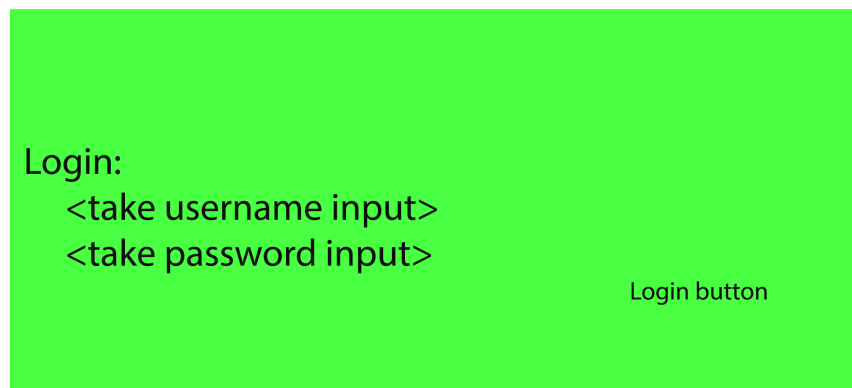 Login:
<take username input>
<take password input>
Login button